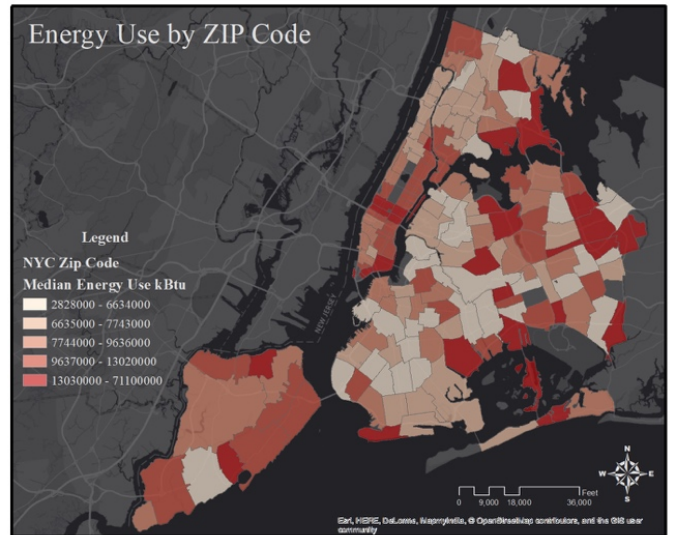 Energy Use by ZIP Code
NEW JERSEY
Legend
NYC Zip Code
Median Energy Use kBtu
2828000 - 6634000
6635000 - 7743000
7744000 - 9636000
9637000 - 13020000
13030000 - 71100000
N
W E
S
Feet
0 9,000 18,000 36,000
Esri, HERE, DeLorme, MapmyIndia, © OpenStreetMap contributors, and the GIS user
community